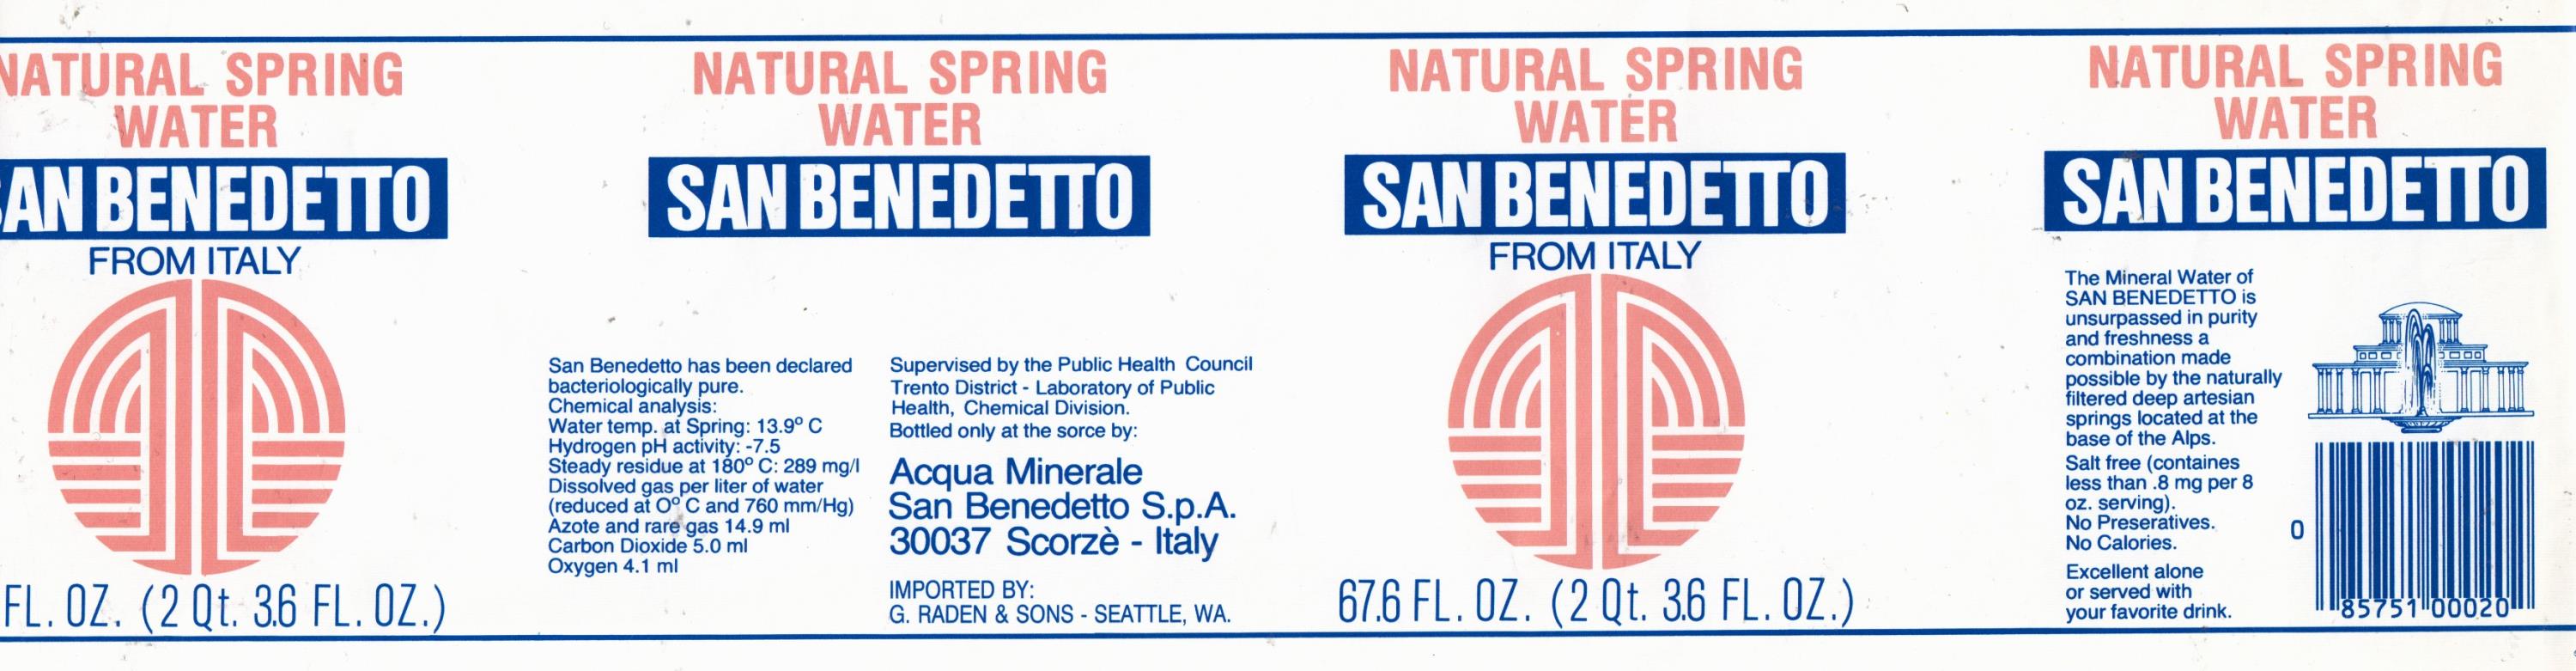 NATURAL SPRING
WATER
SAN BENEDETTO
FROM ITALY
FL. OZ. (2 Qt. 3.6 FL. OZ.)
NATURAL SPRING
WATER
SAN BENEDETTO
San Benedetto has been declared
bacteriologically pure.
Chemical analysis:
Water temp. at Spring: 13.9º C
Hydrogen pH activity: -7.5
Steady residue at 180º C: 289 mg/l
Dissolved gas per liter of water
(reduced at Oº C and 760 mm/Hg)
Azote and rare gas 14.9 ml
Carbon Dioxide 5.0 ml
Oxygen 4.1 ml
Supervised by the Public Health Council
Trento District - Laboratory of Public
Health, Chemical Division.
Bottled only at the sorce by:
Acqua Minerale
San Benedetto S.p.A.
30037 Scorzè - Italy
IMPORTED BY:
G. RADEN & SONS - SEATTLE, WA.
NATURAL SPRING
WATER
SAN BENEDETTO
FROM ITALY
67.6 FL. OZ. (2 Qt. 3.6 FL. OZ.)
NATURAL SPRING
WATER
SAN BENEDETTO
The Mineral Water of
SAN BENEDETTO is
unsurpassed in purity
and freshness a
combination made
possible by the naturally
filtered deep artesian
springs located at the
base of the Alps.
Salt free (containes
less than .8 mg per 8
oz. serving).
No Preseratives.
No Calories.
Excellent alone
or served with
your favorite drink.
0 85751 00020